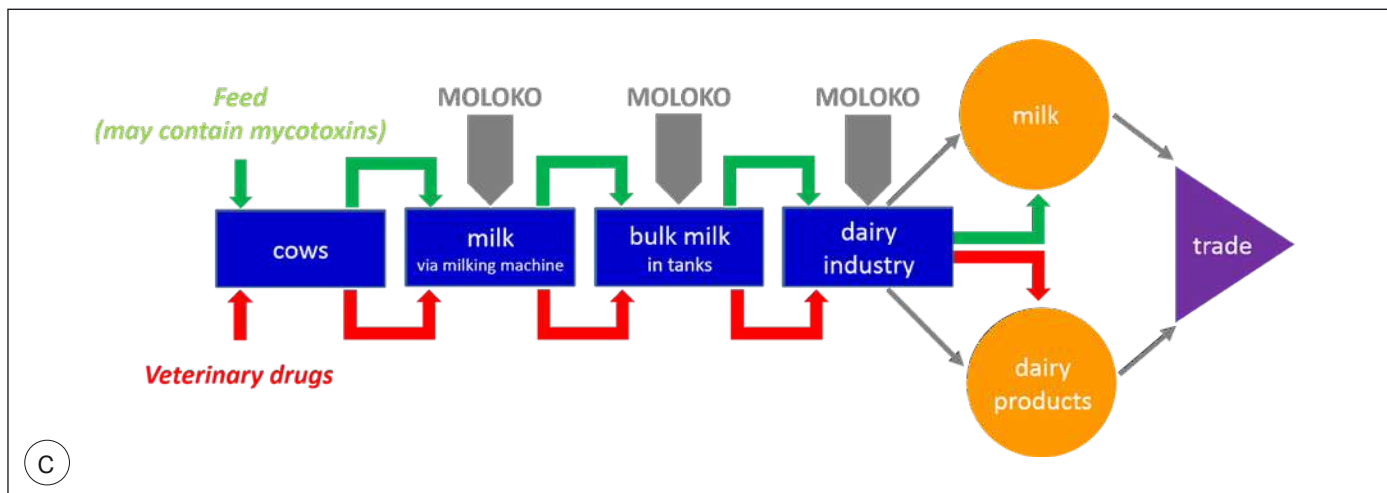 Feed
(may contain mycotoxins)
MOLOKO
MOLOKO
MOLOKO
milk
cows
milk
via milking machine
bulk milk
in tanks
dairy
industry
trade
Veterinary drugs
dairy
products
C